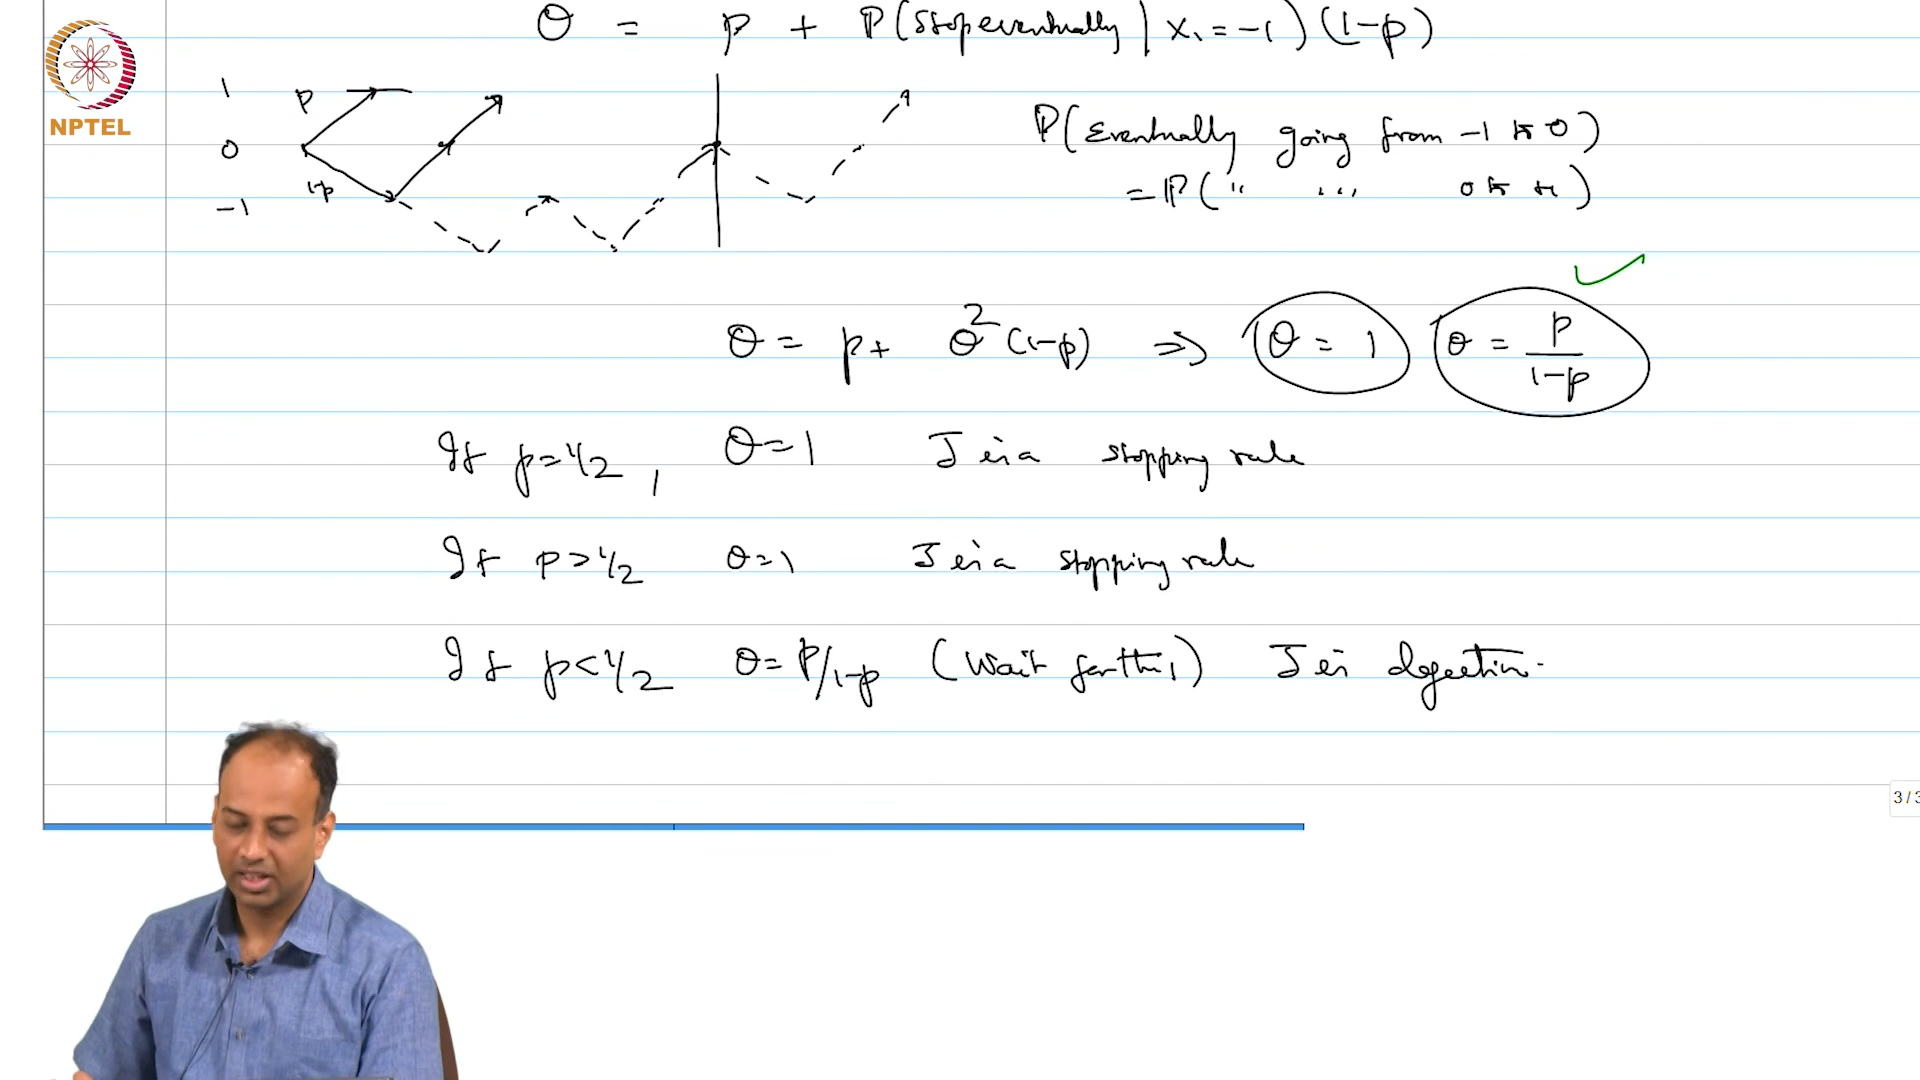 θ = p + P(stop eventually | X₁ = -1) (1-p)
NPTEL
1
p
0
1-p
-1
P(Eventually going from -1 to 0)
= P( " " " 0 to 1)
θ = p + θ² (1-p) ⇒ θ = 1 θ = p/1-p
If p = 1/2, θ = 1 J is a stopping rule
If p > 1/2 θ = 1 J is a stopping rule
If p < 1/2 θ = p/1-p (Wait for this) J is defective.
3 / 3